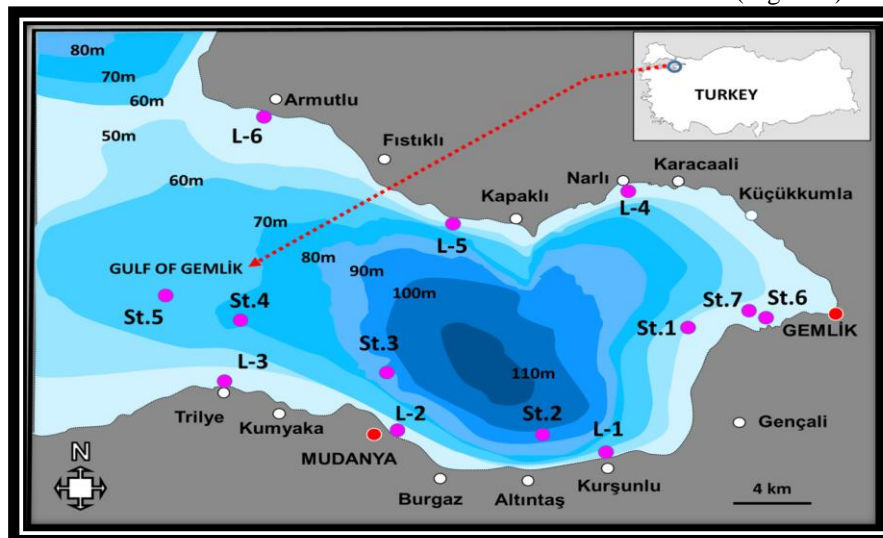 80m
70m
60m
50m
Armutlu
L-6
TURKEY
Fıstıklı
60m
Kapaklı
Narlı
Karacaali
L-4
Küçükkumla
70m
L-5
80m
90m
GULF OF GEMLİK
100m
St.5
St.4
St.7
St.6
St.1
GEMLİK
L-3
St.3
110m
Trilye
Kumyaka
L-2
St.2
L-1
Gençali
N
MUDANYA
Burgaz
Altıntaş
Kurşunlu
4 km